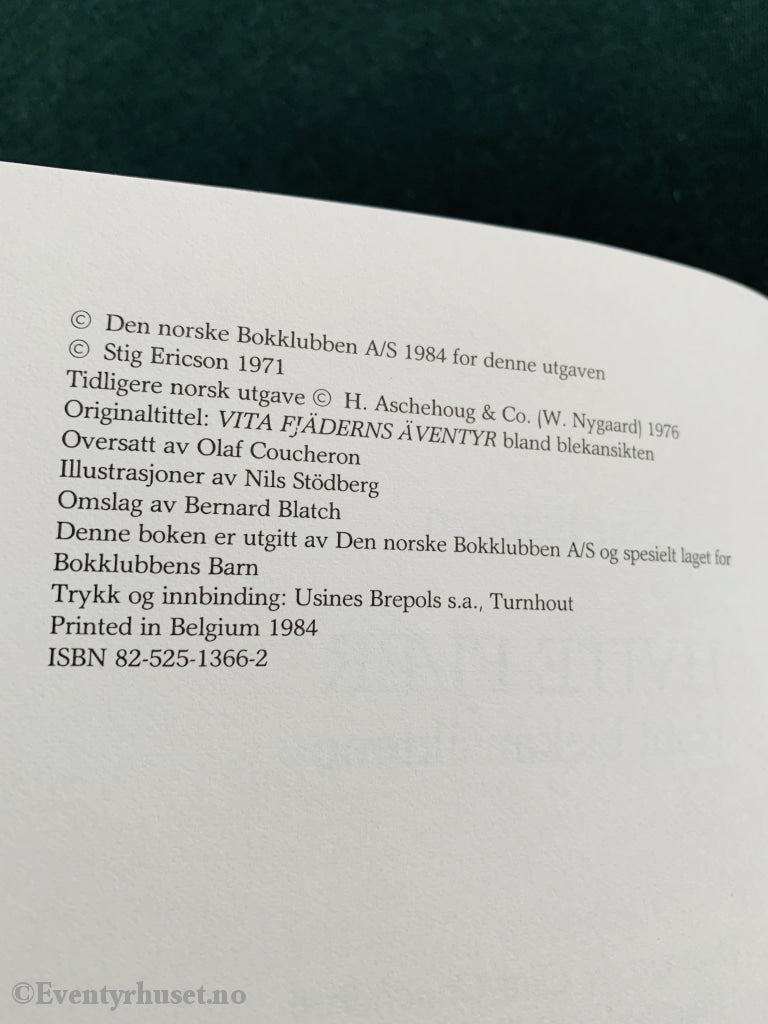 © Den norske Bokklubben A/S 1984 for denne utgaven
© Stig Ericson 1971
Tidligere norsk utgave © H. Aschehoug & Co. (W. Nygaard) 1976
Originaltittel: VITA FJÄDERNS ÄVENTYR bland blekansikten
Oversatt av Olaf Coucheron
Illustrasjoner av Nils Stödberg
Omslag av Bernard Blatch
Denne boken er utgitt av Den norske Bokklubben A/S og spesielt laget for
Bokklubbens Barn
Trykk og innbinding: Usines Brepols s.a., Turnhout
Printed in Belgium 1984
ISBN 82-525-1366-2
©Eventyrhuset.no